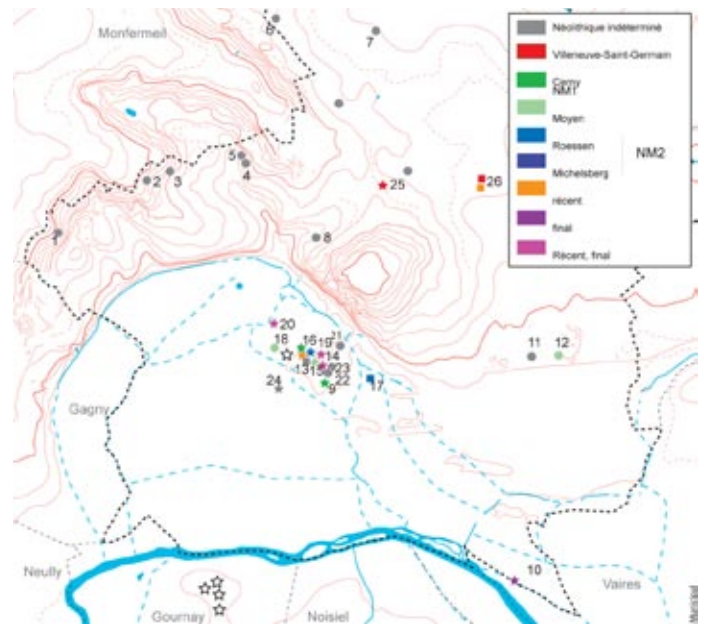 Monfermeil
6
7
5
4
2
3
1
25
26
8
20
18
16
19
21
14
13
15
23
22
24
9
17
11
12
Gagny
10
Neuilly
Gournay
Noisiel
Vaires
Néolithique indéterminé
Villeneuve-Saint-Germain
Cerny
NM1
Moyen
Roessen
NM2
Michelsberg
récent
final
Récent, final